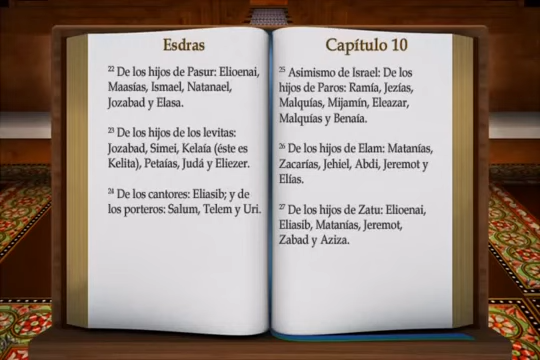 Esdras
22 De los hijos de Pasur: Elioenai,
Maasías, Ismael, Natanael,
Jozabad y Elasa.
23 De los hijos de los levitas:
Jozabad, Simei, Kelaía (éste es
Kelita), Petaías, Judá y Eliezer.
24 De los cantores: Eliasib; y de
los porteros: Salum, Telem y Uri.
Capítulo 10
25 Asimismo de Israel: De los
hijos de Paros: Ramía, Jezías,
Malquías, Mijamín, Eleazar,
Malquías y Benaía.
26 De los hijos de Elam: Matanías,
Zacarías, Jehiel, Abdi, Jeremot y
Elías.
27 De los hijos de Zatu: Elioenai,
Eliasib, Matanías, Jeremot,
Zabad y Aziza.